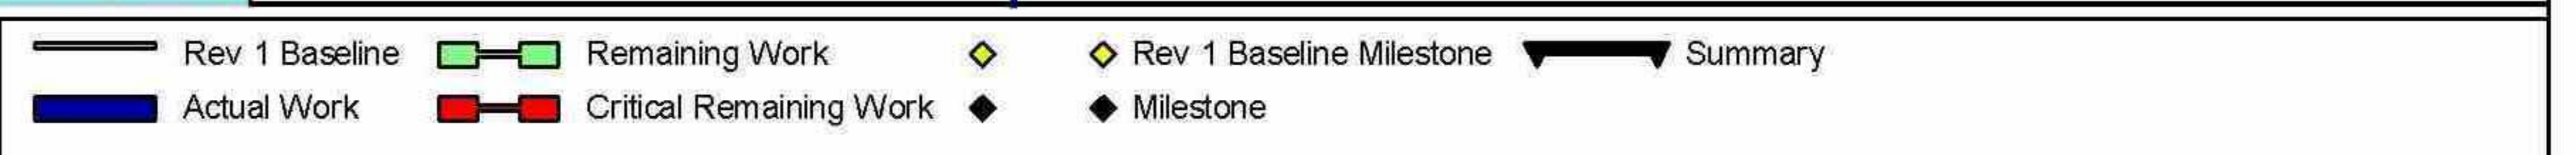 Rev 1 Baseline Remaining Work Rev 1 Baseline Milestone Summary
Actual Work Critical Remaining Work Milestone